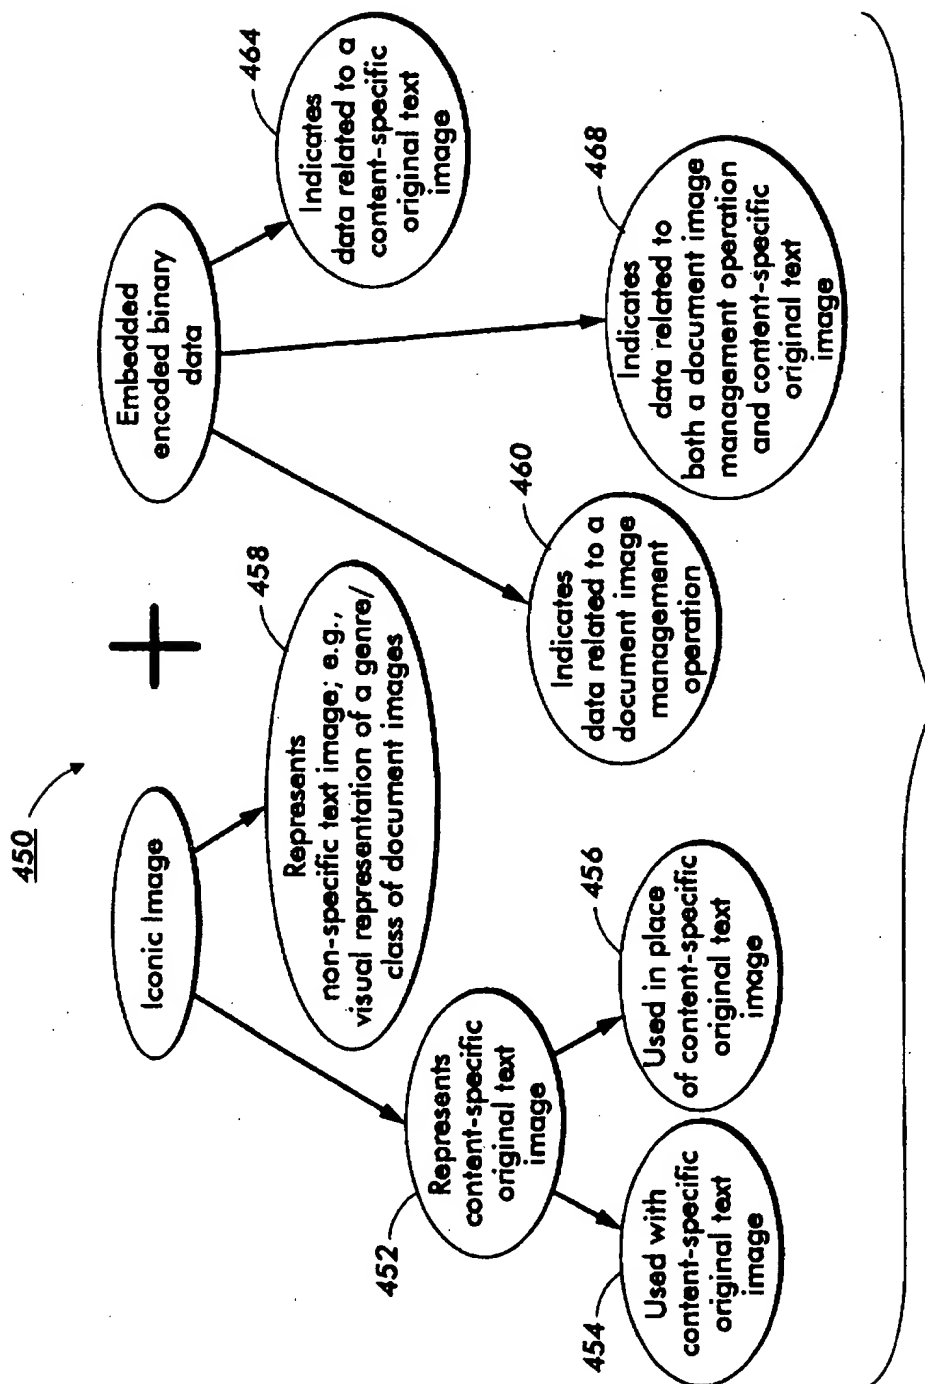 450
Iconic Image
+
Embedded
encoded binary
data
458
Represents
non-specific text image; e.g.,
visual representation of a genre/
class of document images
464
Indicates
data related to a
content-specific
original text
image
452
Represents
content-specific
original text
image
460
Indicates
data related to a
document image
management
operation
468
Indicates
data related to
both a document image
management operation
and content-specific
original text
image
454
Used with
content-specific
original text
image
456
Used in place
of content-specific
original text
image